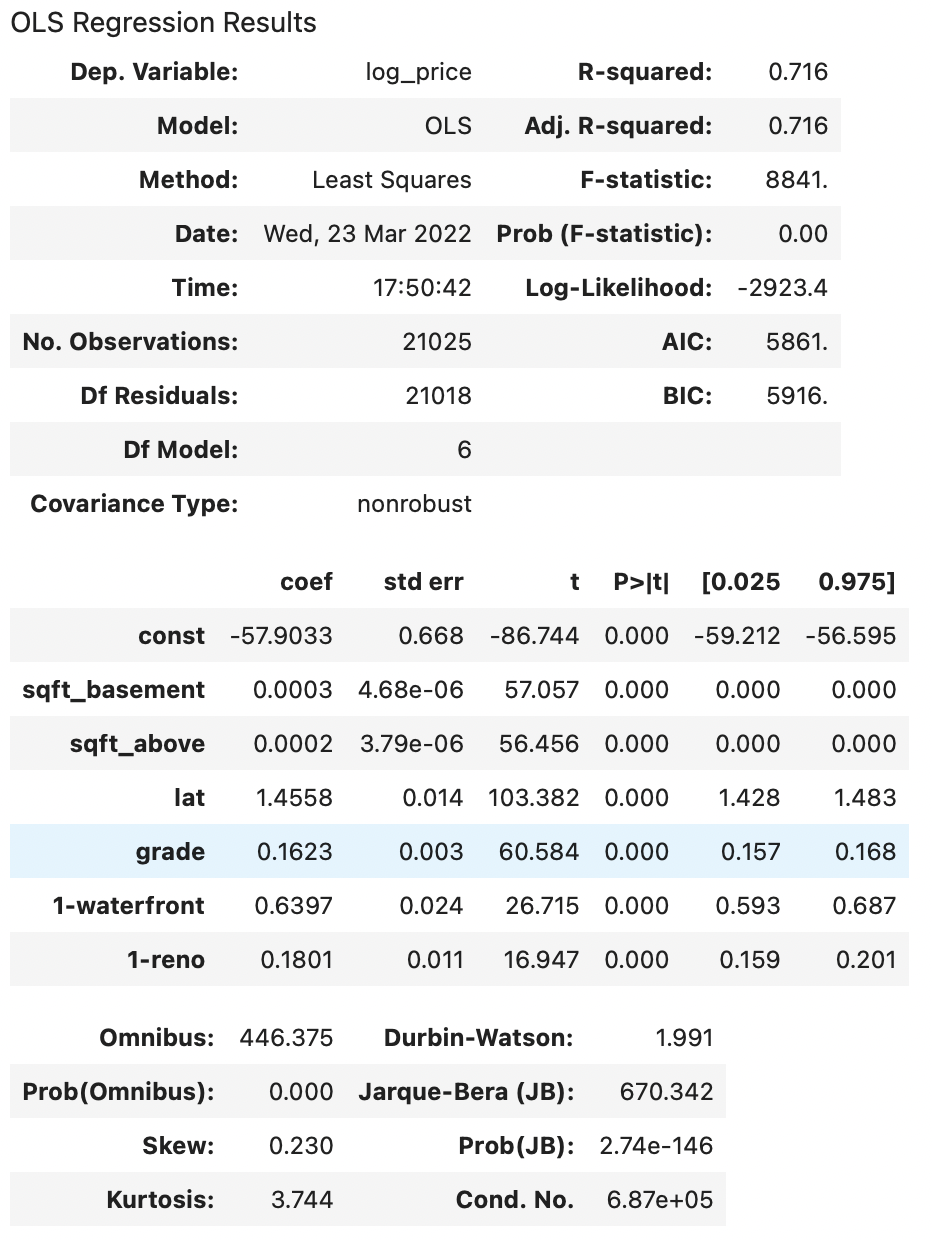 OLS Regression Results
Dep. Variable: log_price R-squared: 0.716
Model: OLS Adj. R-squared: 0.716
Method: Least Squares F-statistic: 8841.
Date: Wed, 23 Mar 2022 Prob (F-statistic): 0.00
Time: 17:50:42 Log-Likelihood: -2923.4
No. Observations: 21025 AIC: 5861.
Df Residuals: 21018 BIC: 5916.
Df Model: 6
Covariance Type: nonrobust
coef std err t P>|t| [0.025 0.975]
const -57.9033 0.668 -86.744 0.000 -59.212 -56.595
sqft_basement 0.0003 4.68e-06 57.057 0.000 0.000 0.000
sqft_above 0.0002 3.79e-06 56.456 0.000 0.000 0.000
lat 1.4558 0.014 103.382 0.000 1.428 1.483
grade 0.1623 0.003 60.584 0.000 0.157 0.168
1-waterfront 0.6397 0.024 26.715 0.000 0.593 0.687
1-reno 0.1801 0.011 16.947 0.000 0.159 0.201
Omnibus: 446.375 Durbin-Watson: 1.991
Prob(Omnibus): 0.000 Jarque-Bera (JB): 670.342
Skew: 0.230 Prob(JB): 2.74e-146
Kurtosis: 3.744 Cond. No. 6.87e+05